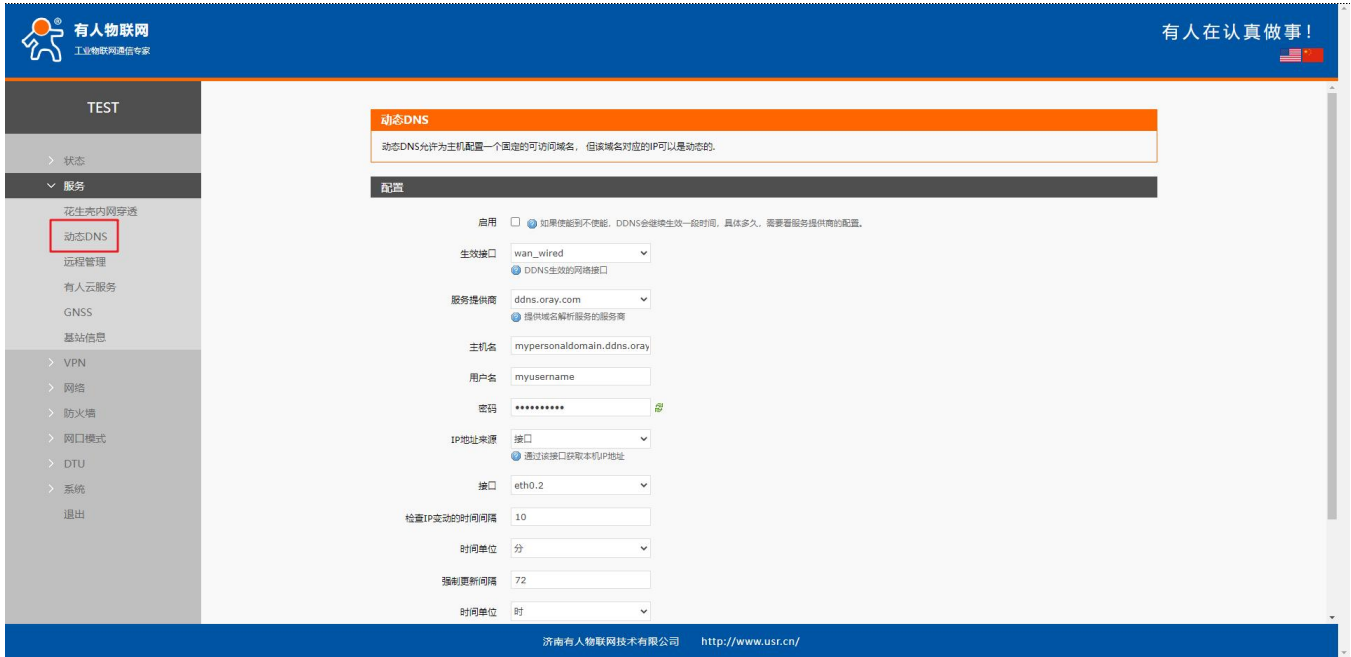 有人物联网
工业物联网通信专家
有人在认真做事!
TEST
状态
服务
花生壳内网穿透
动态DNS
远程管理
有人云服务
GNSS
基站信息
VPN
网络
防火墙
网口模式
DTU
系统
退出
动态DNS
动态DNS允许为主机配置一个固定的可访问域名, 但该域名对应的IP可以是动态的.
配置
启用 如果使能到不使能, DDNS会继续生效一段时间, 具体多久, 需要看服务提供商的配置。
生效接口 wan_wired
DDNS生效的网络接口
服务提供商 ddns.oray.com
提供域名解析服务的服务商
主机名 mypersonaldomain.ddns.oray
用户名 myusername
密码 ••••••••••
IP地址来源 接口
通过该接口获取本机IP地址
接口 eth0.2
检查IP变动的时间间隔 10
时间单位 分
强制更新间隔 72
时间单位 时
济南有人物联网技术有限公司 http://www.usr.cn/